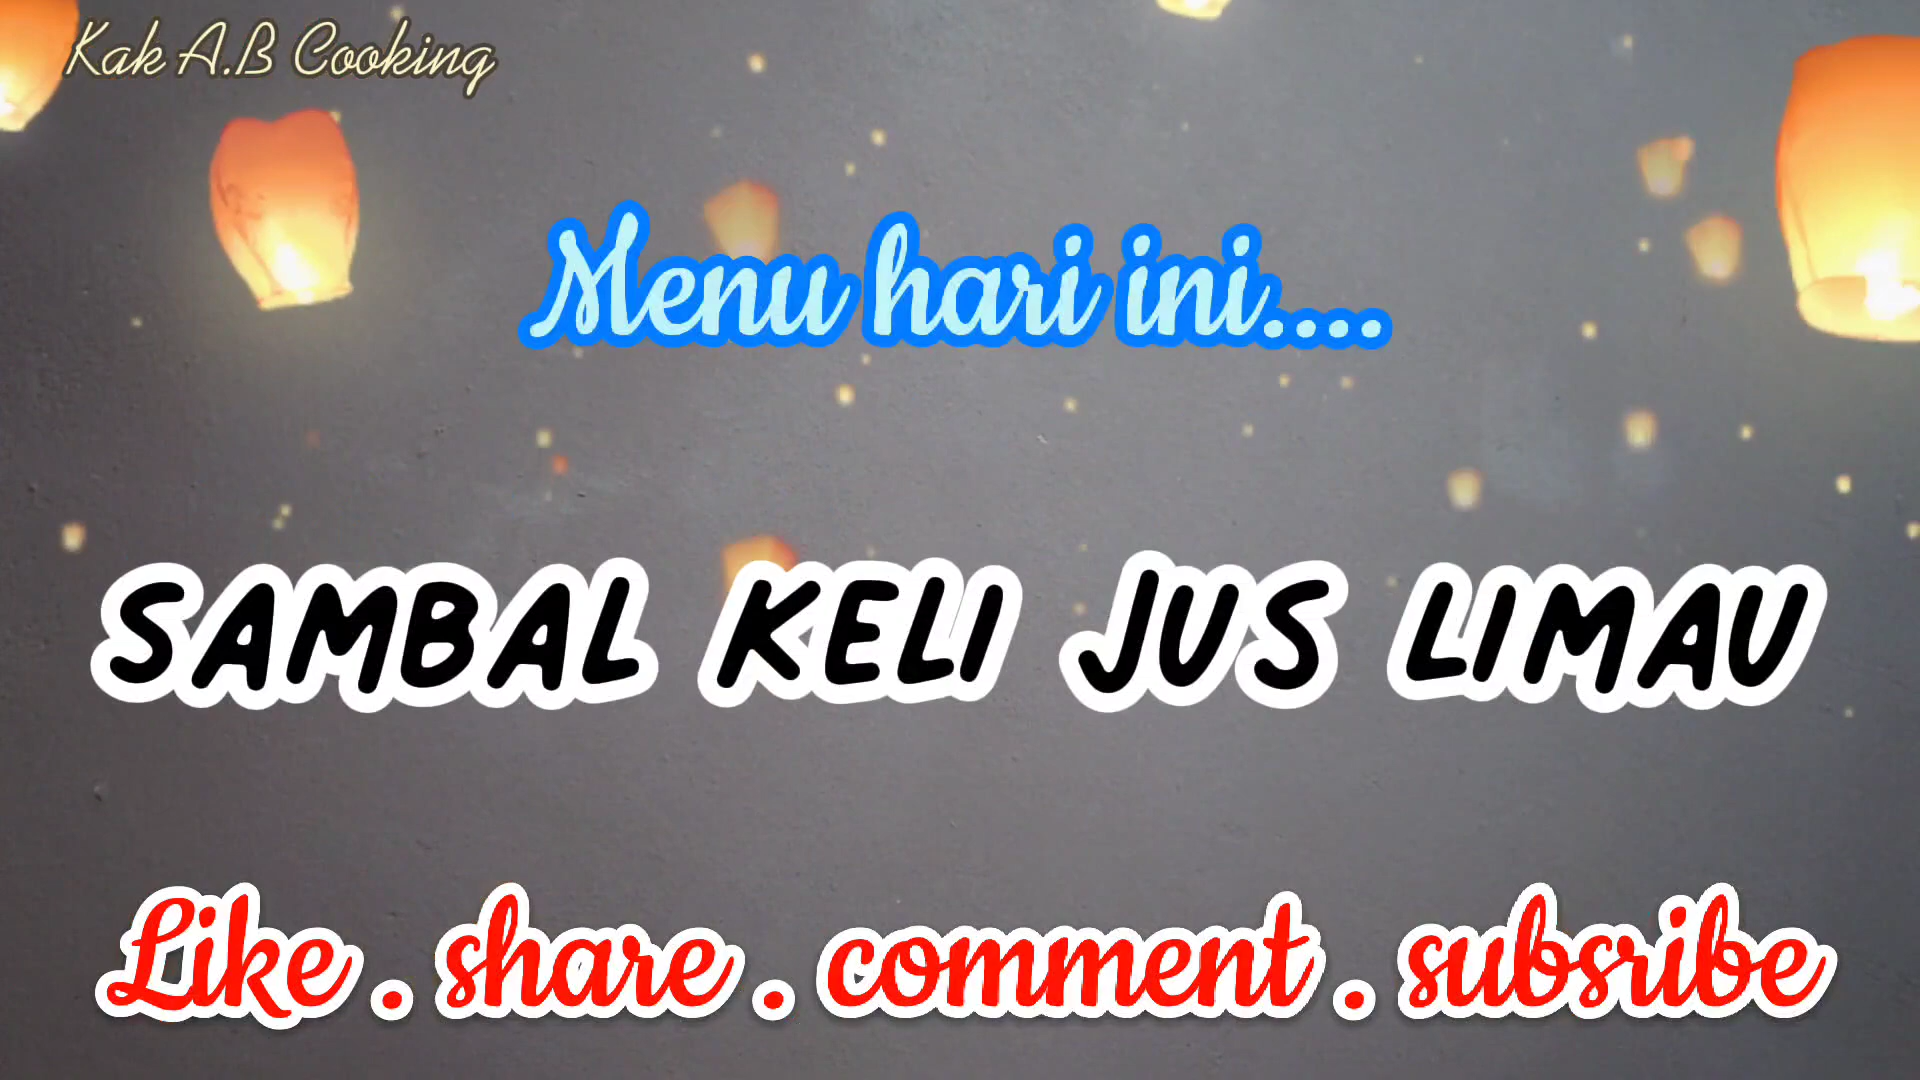 Kak A.B Cooking
Menu hari ini....
SAMBAL KELI JUS LIMAU
Like . share . comment . subsribe